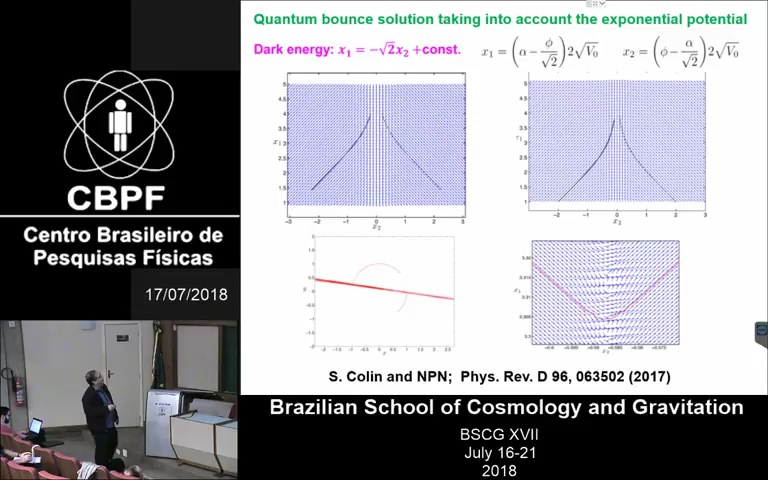 Quantum bounce solution taking into account the exponential potential
Dark energy: x₁ = −√2x₂ +const.
x₁ = (α − ϕ/√2) 2√V₀
x₂ = (ϕ − α/√2) 2√V₀
CBPF
Centro Brasileiro de
Pesquisas Físicas
17/07/2018
S. Colin and NPN; Phys. Rev. D 96, 063502 (2017)
Brazilian School of Cosmology and Gravitation
BSCG XVII
July 16-21
2018